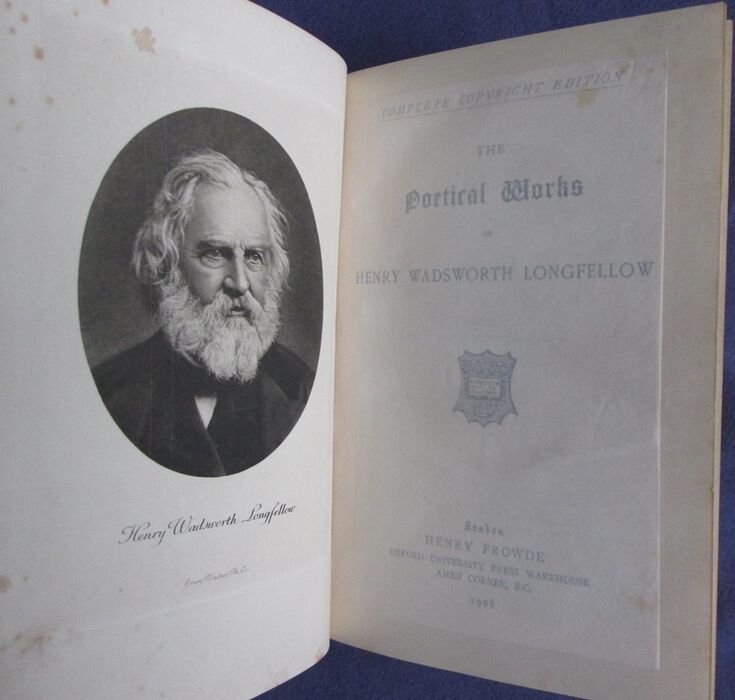 Henry Wadsworth Longfellow
COMPLETE COPYRIGHT EDITION
THE
Poetical Works
OF
HENRY WADSWORTH LONGFELLOW
London
HENRY FROWDE
OXFORD UNIVERSITY PRESS WAREHOUSE
AMEN CORNER, E.C.
1906